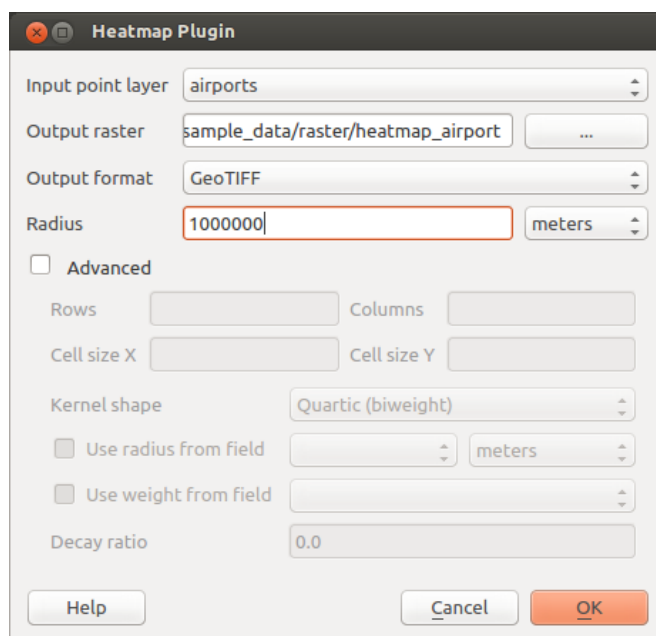 Heatmap Plugin
Input point layer airports
Output raster sample_data/raster/heatmap_airport ...
Output format GeoTIFF
Radius 1000000 meters
Advanced
Rows Columns
Cell size X Cell size Y
Kernel shape Quartic (biweight)
Use radius from field meters
Use weight from field
Decay ratio 0.0
Help Cancel OK